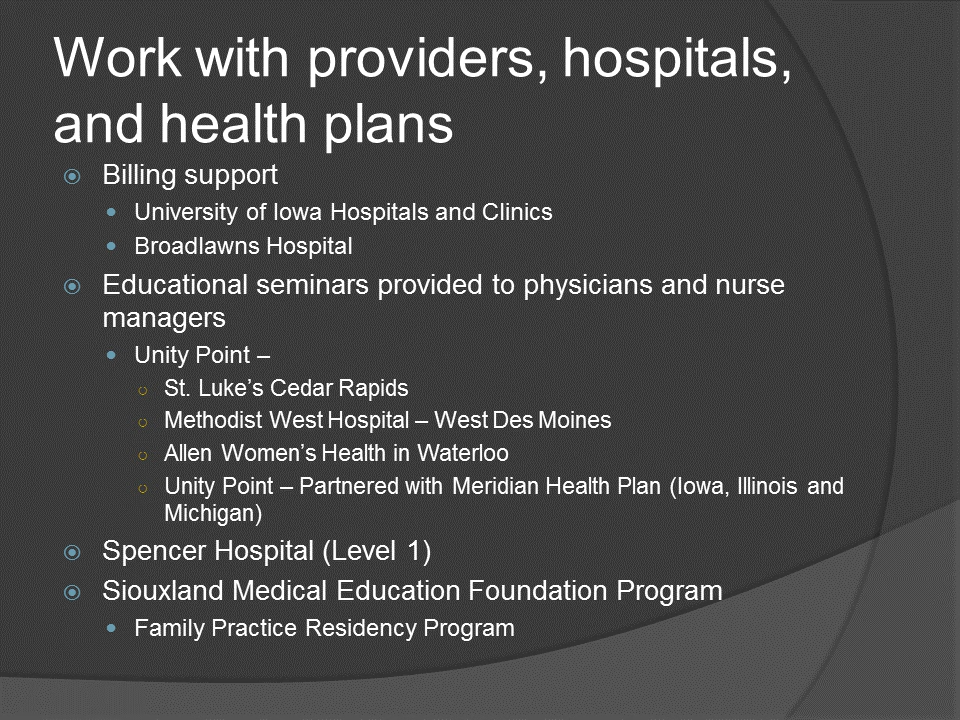 Work with providers, hospitals,
and health plans
Billing support
University of Iowa Hospitals and Clinics
Broadlawns Hospital
Educational seminars provided to physicians and nurse
managers
Unity Point –
St. Luke’s Cedar Rapids
Methodist West Hospital – West Des Moines
Allen Women’s Health in Waterloo
Unity Point – Partnered with Meridian Health Plan (Iowa, Illinois and
Michigan)
Spencer Hospital (Level 1)
Siouxland Medical Education Foundation Program
Family Practice Residency Program